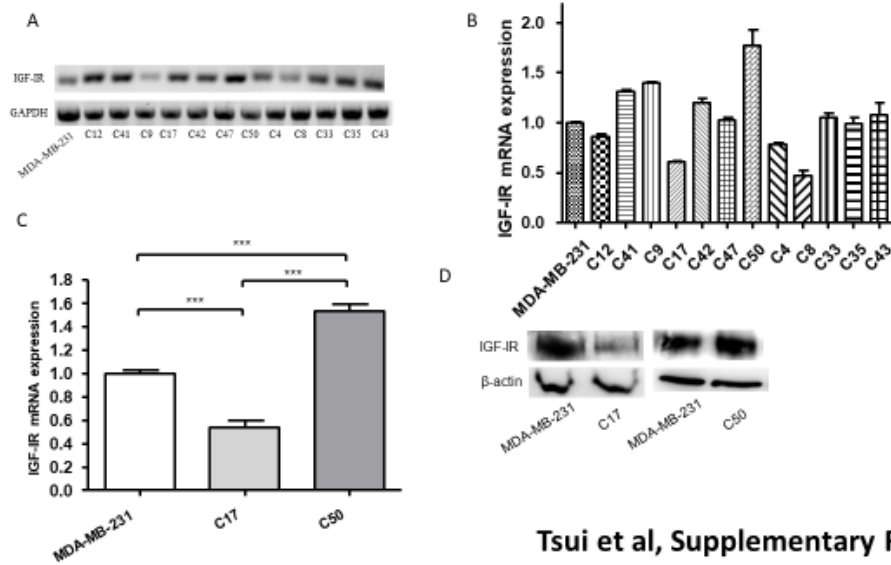 A
IGF-IR
GAPDH
MDA-MB-231 C12 C41 C9 C17 C42 C47 C50 C4 C8 C33 C35 C43
B
IGF-IR mRNA expression
2.0
1.5
1.0
0.5
0.0
MDA-MB-231 C12 C41 C9 C17 C42 C47 C50 C4 C8 C33 C35 C43
C
***
*** ***
IGF-IR mRNA expression
1.8
1.6
1.4
1.2
1.0
0.8
0.6
0.4
0.2
0.0
MDA-MB-231 C17 C50
D
IGF-IR
β-actin
MDA-MB-231 C17 MDA-MB-231 C50
Tsui et al, Supplementary F